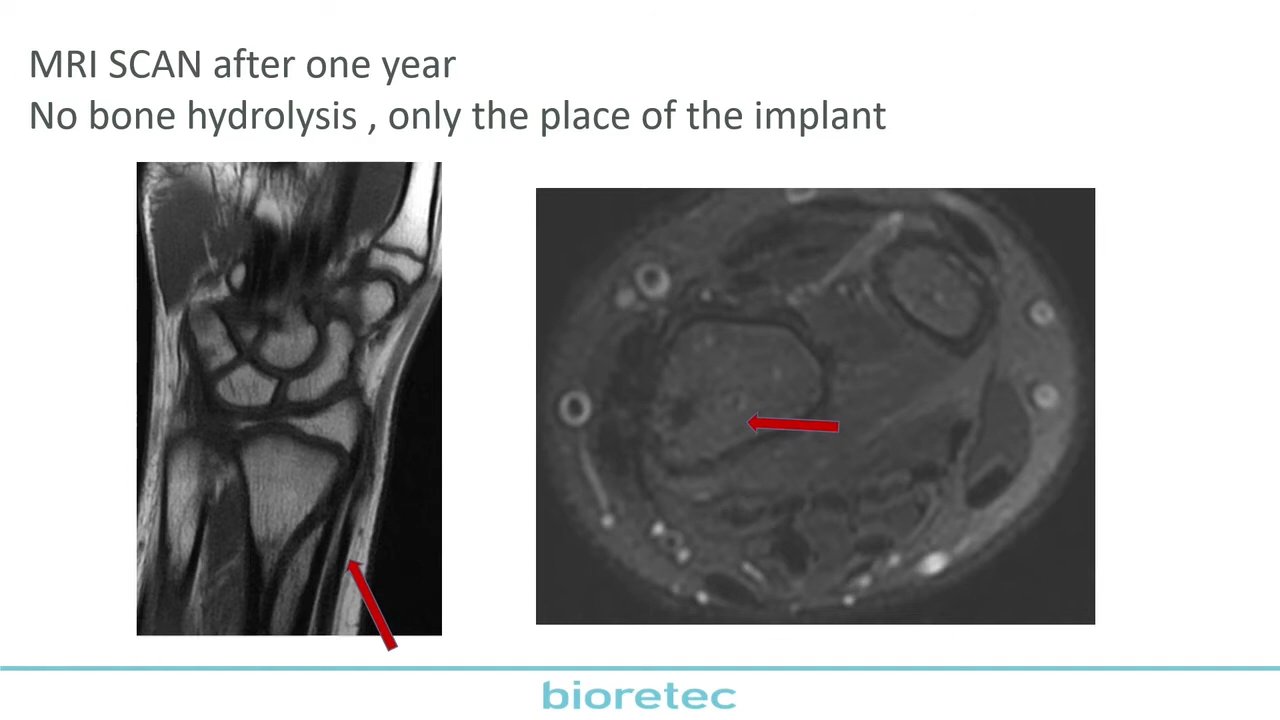 MRI SCAN after one year
No bone hydrolysis , only the place of the implant
bioretec